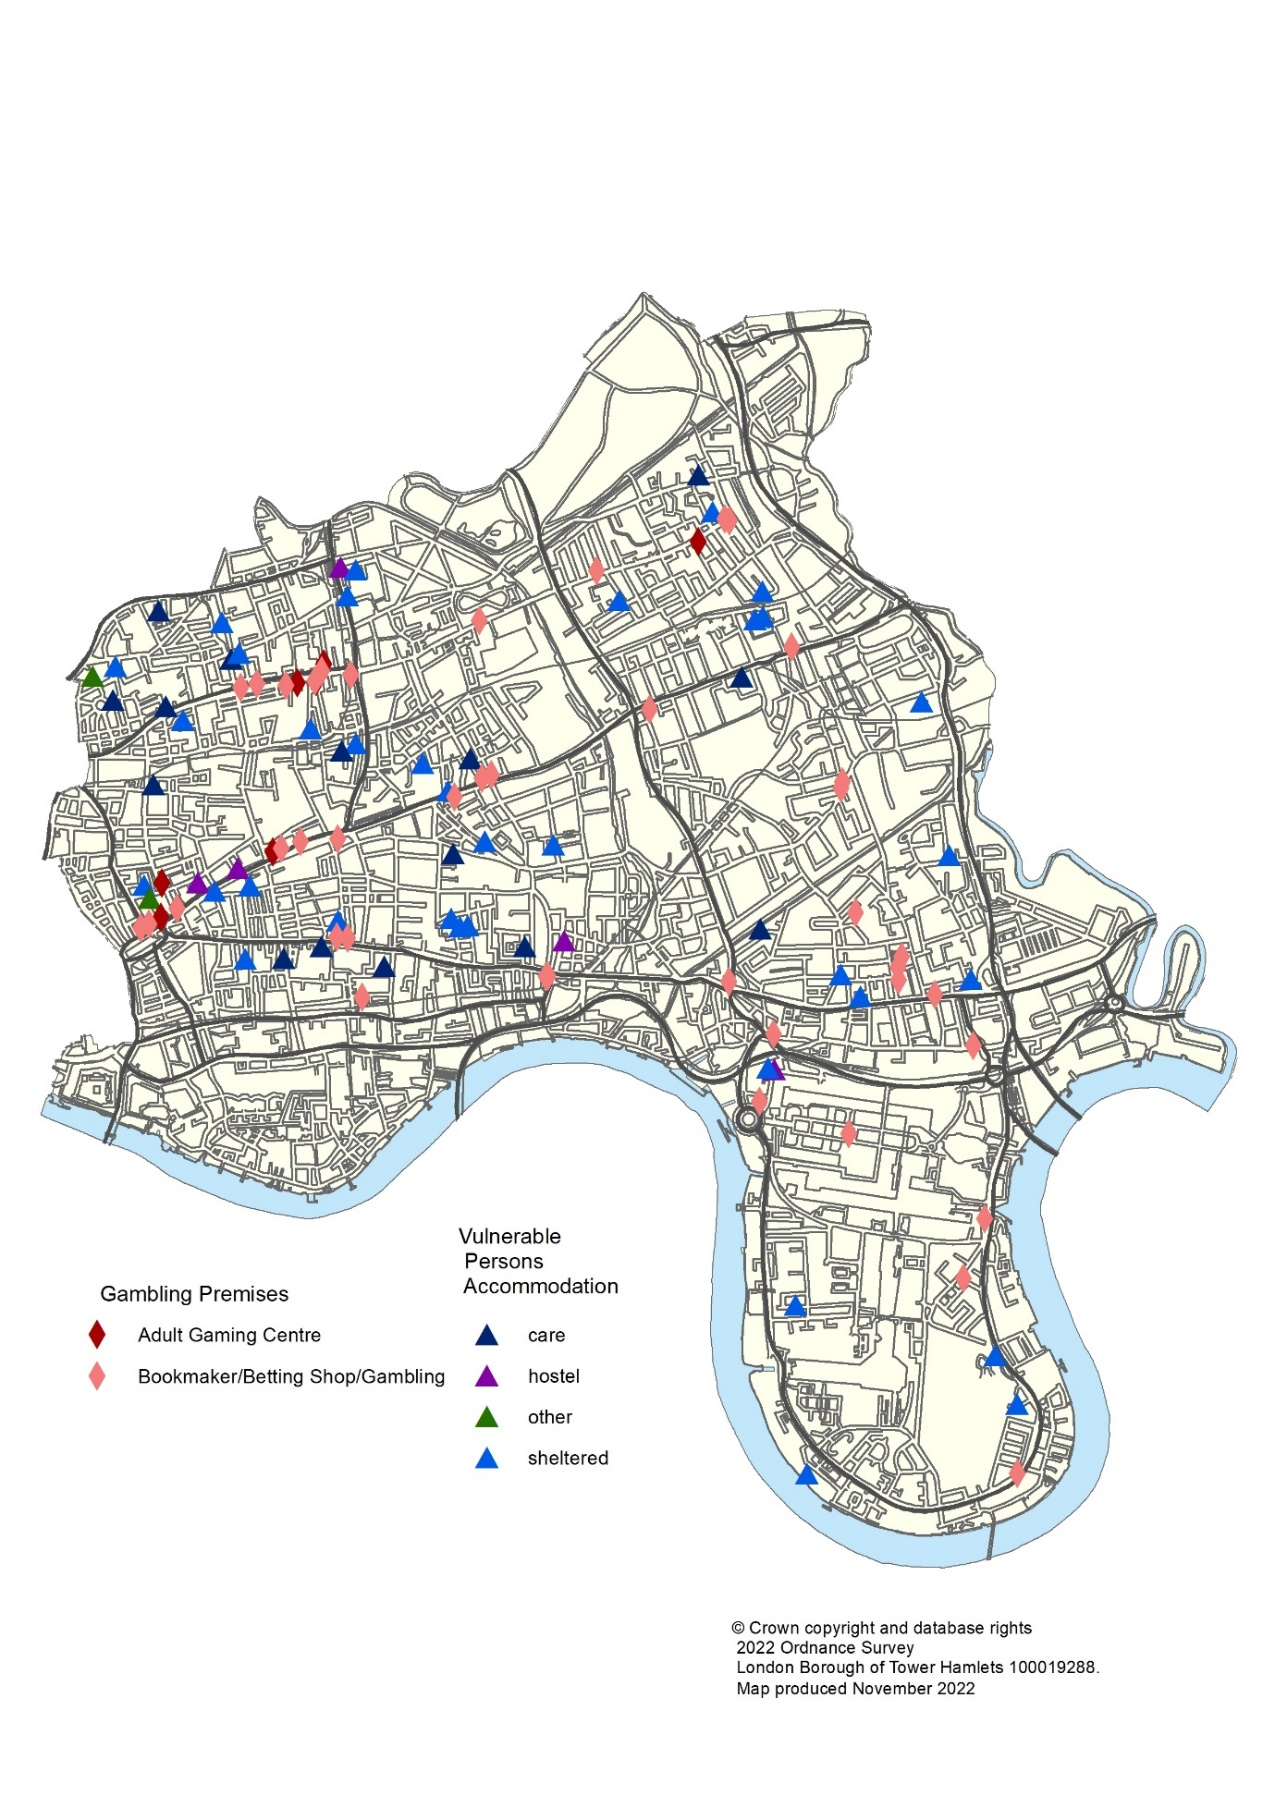 Vulnerable
Persons
Accommodation
Gambling Premises
Adult Gaming Centre
Bookmaker/Betting Shop/Gambling
care
hostel
other
sheltered
© Crown copyright and database rights
2022 Ordnance Survey
London Borough of Tower Hamlets 100019288.
Map produced November 2022